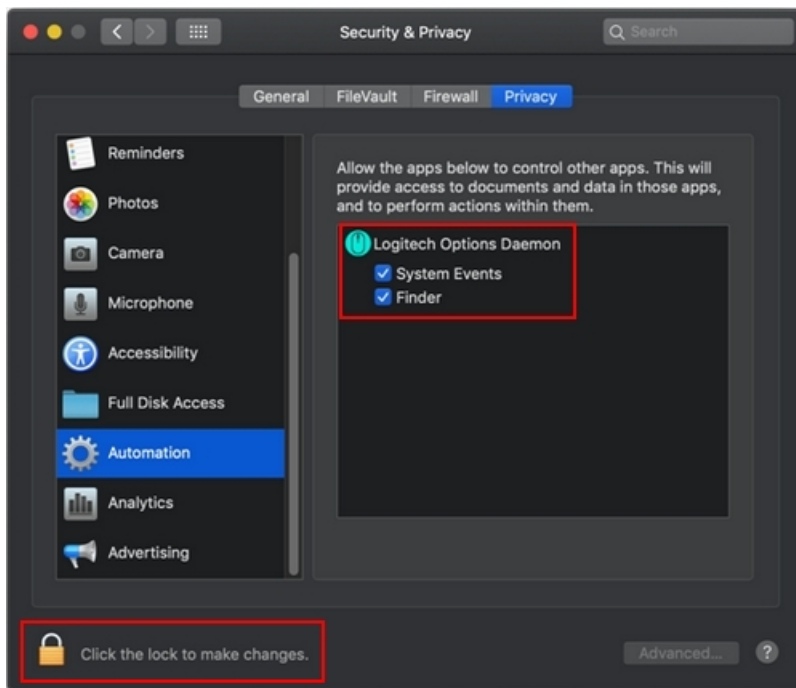 Security & Privacy
Search
General FileVault Firewall Privacy
Reminders
Photos
Camera
Microphone
Accessibility
Full Disk Access
Automation
Analytics
Advertising
Allow the apps below to control other apps. This will
provide access to documents and data in those apps,
and to perform actions within them.
Logitech Options Daemon
System Events
Finder
Click the lock to make changes.
Advanced...
?